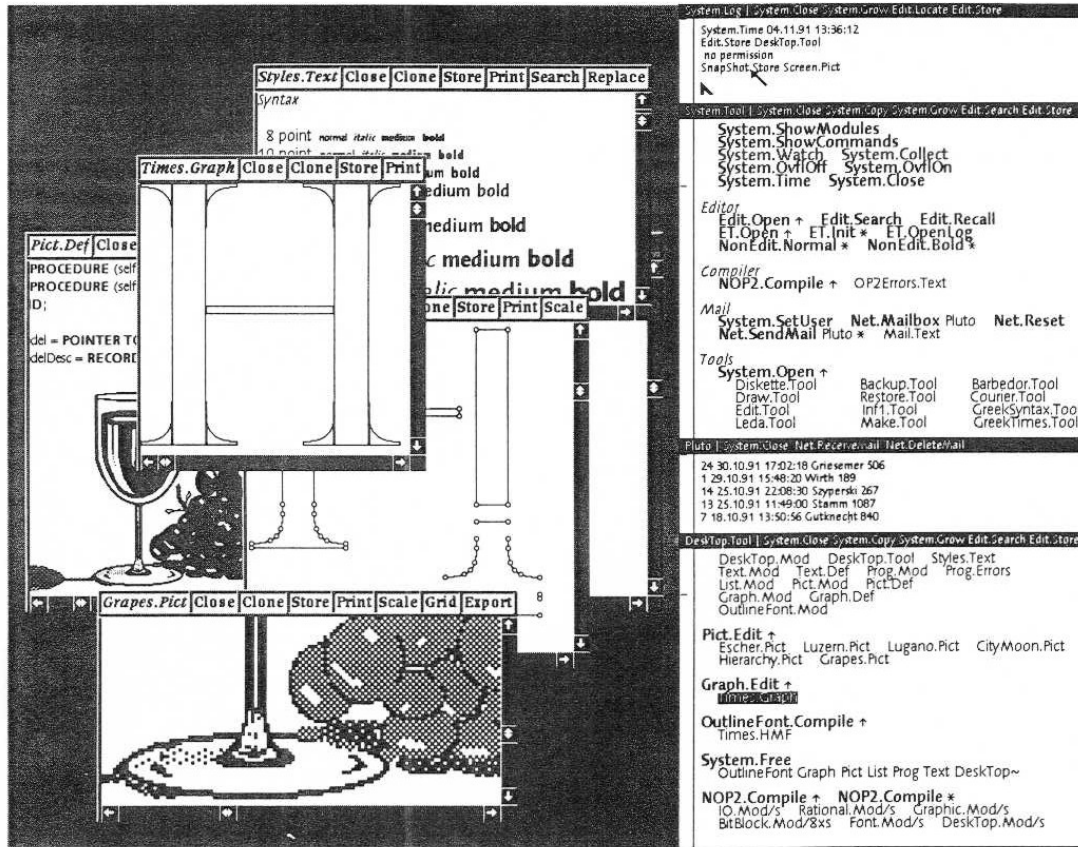 System.Log | System.Close System.Grow Edit.Locate Edit.Store
System.Time 04.11.91 13:36:12
Edit.Store DeskTop.Tool
no permission
SnapShot.Store Screen.Pict
System.Tool | System.Close System.Copy System.Grow Edit.Search Edit.Store
System.ShowModules
System.ShowCommands
System.Watch System.Collect
System.OvflOff System.OvflOn
System.Time System.Close
Editor
Edit.Open ↑ Edit.Search Edit.Recall
ET.Open ↑ ET.Init * ET.OpenLog
NonEdit.Normal * NonEdit.Bold *
Compiler
NOP2.Compile ↑ OP2Errors.Text
Mail
System.SetUser Net.Mailbox Pluto Net.Reset
Net.SendMail Pluto * Mail.Text
Tools
System.Open ↑
Diskette.Tool Backup.Tool Barbedor.Tool
Draw.Tool Restore.Tool Courier.Tool
Edit.Tool Inf1.Tool GreekSyntax.Too
Leda.Tool Make.Tool GreekTimes.Tool
Pluto | System.Close Net.ReceiveMail Net.DeleteMail
24 30.10.91 17:02:18 Griesemer 506
1 29.10.91 15:48:20 Wirth 189
14 25.10.91 22:08:30 Szyperski 267
13 25.10.91 11:49:00 Stamm 1087
7 18.10.91 13:50:56 Gutknecht 840
DeskTop.Tool | System.Close System.Copy System.Grow Edit.Search Edit.Store
DeskTop.Mod DeskTop.Tool Styles.Text
Text.Mod Text.Def Prog.Mod Prog.Errors
List.Mod Pict.Mod Pict.Def
Graph.Mod Graph.Def
OutlineFont.Mod
Pict.Edit ↑
Escher.Pict Luzern.Pict Lugano.Pict CityMoon.Pict
Hierarchy.Pict Grapes.Pict
Graph.Edit ↑
Times.Graph
OutlineFont.Compile ↑
Times.HMF
System.Free
OutlineFont Graph Pict List Prog Text DeskTop~
NOP2.Compile ↑ NOP2.Compile *
IO.Mod/s Rational.Mod/s Graphic.Mod/s
BitBlock.Mod/8xs Font.Mod/s DeskTop.Mod/s
Styles.Text Close Clone Store Print Search Replace
Syntax
8 point normal italic medium bold
10 point normal italic medium bold
m bold
edium bold
medium bold
c medium bold
alic medium bold
Times.Graph Close Clone Store Print
Pict.Def Close
PROCEDURE (self
PROCEDURE (self
D;
del = POINTER TO
delDesc = RECOR
one Store Print Scale
Grapes.Pict Close Clone Store Print Scale Grid Export